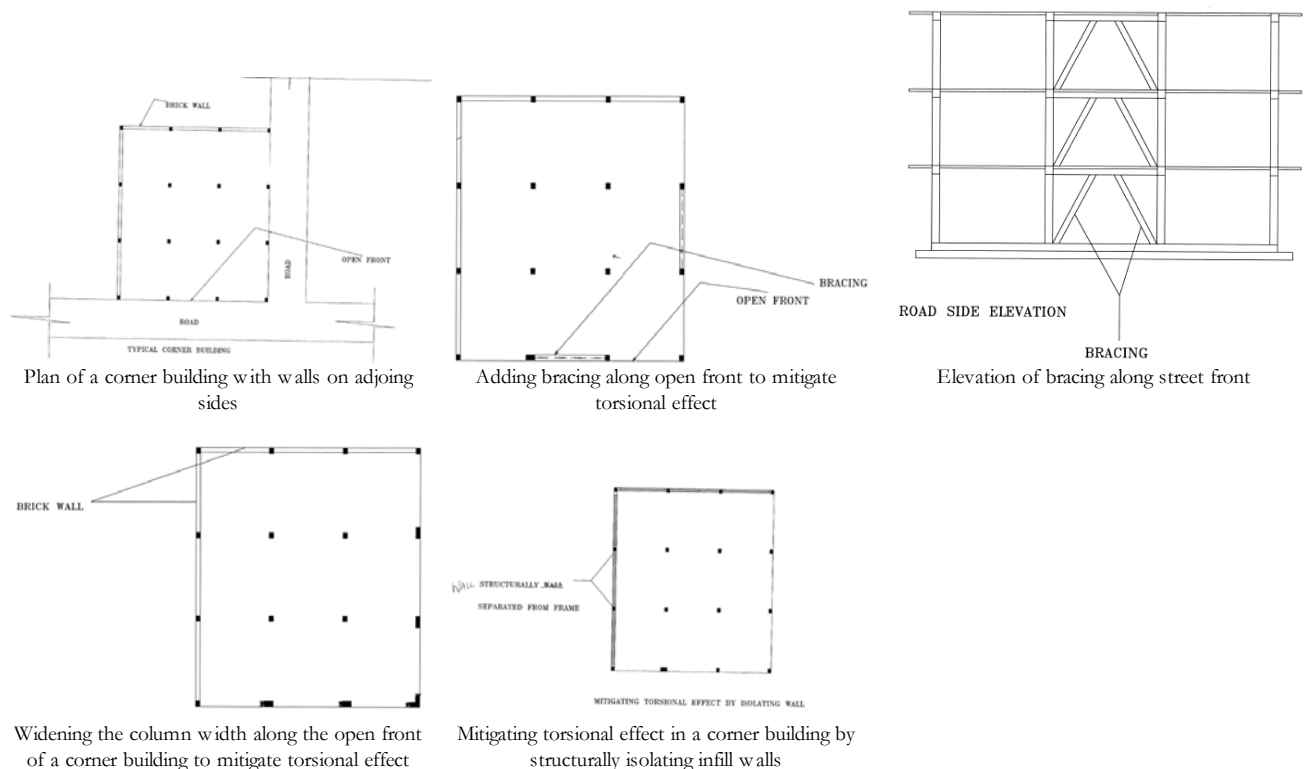 BRICK WALL
OPEN FRONT
ROAD
ROAD
TYPICAL CORNER BUILDING
Plan of a corner building with walls on adjoing
sides
BRACING
OPEN FRONT
Adding bracing along open front to mitigate
torsional effect
ROAD SIDE ELEVATION
BRACING
Elevation of bracing along street front
BRICK WALL
Widening the column width along the open front
of a corner building to mitigate torsional effect
WALL STRUCTURALLY WALL
SEPARATED FROM FRAME
MITIGATING TORSIONAL EFFECT BY ISOLATING WALL
Mitigating torsional effect in a corner building by
structurally isolating infill walls